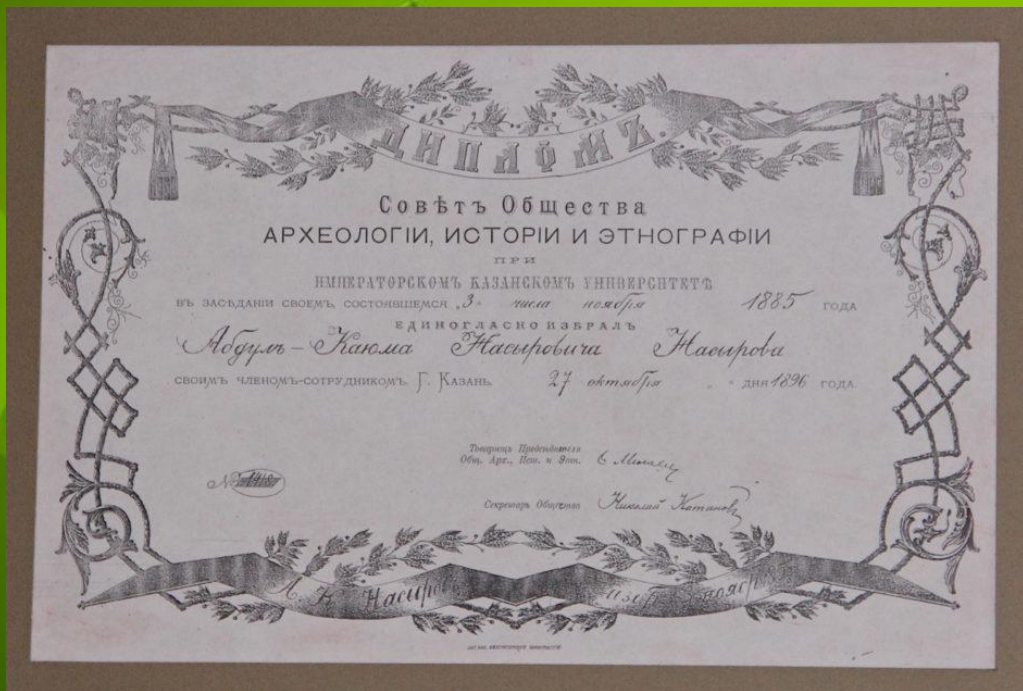 ДИПЛОМЪ.
Совѣтъ Общества
АРХЕОЛОГІИ, ИСТОРІИ И ЭТНОГРАФІИ
ПРИ
ИМПЕРАТОРСКОМЪ КАЗАНСКОМЪ УНИВЕРСИТЕТѢ
ВЪ ЗАСѢДАНІИ СВОЕМЪ, СОСТОЯВШЕМСЯ „3" числа ноября 1885 ГОДА
ЕДИНОГЛАСНО ИЗБРАЛЪ
Абдулъ-Каюма Насыровича Насырова
СВОИМЪ ЧЛЕНОМЪ-СОТРУДНИКОМЪ. Г. КАЗАНЬ. 27 октября „ " ДНЯ 1896 ГОДА.
Товарищъ Предсѣдателя
Общ. Арх., Ист. и Этн.
№
Секретарь Общества Николай Катановъ
А. К. Насыров